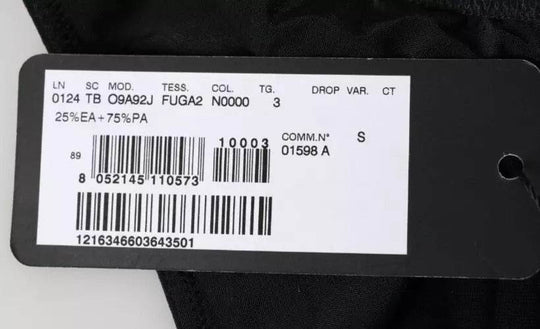 LN SC MOD. TESS. COL. TG. DROP VAR. CT
0124 TB O9A92J FUGA2 N0000 3
25%EA+75%PA
10003
COMM.N° S
01598 A
89
8 052145 110573
1216346603643501